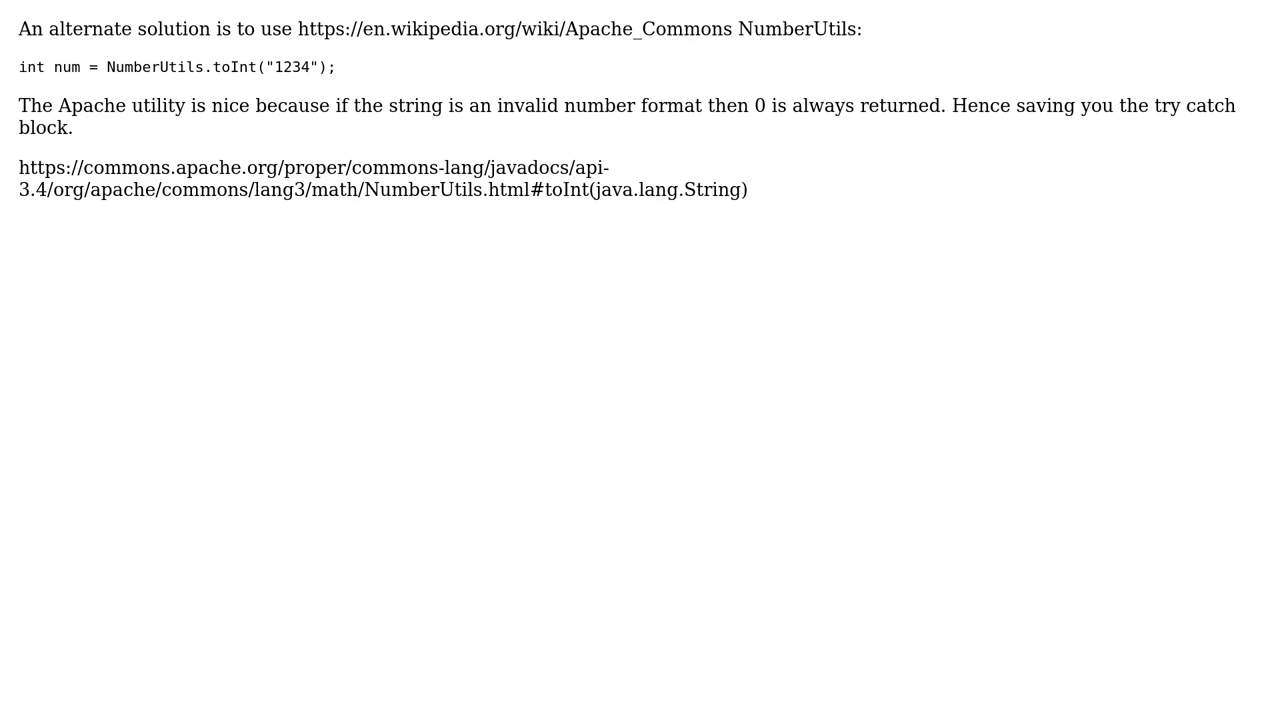 An alternate solution is to use https://en.wikipedia.org/wiki/Apache_Commons NumberUtils:
int num = NumberUtils.toInt("1234");
The Apache utility is nice because if the string is an invalid number format then 0 is always returned. Hence saving you the try catch
block.
https://commons.apache.org/proper/commons-lang/javadocs/api-
3.4/org/apache/commons/lang3/math/NumberUtils.html#toInt(java.lang.String)